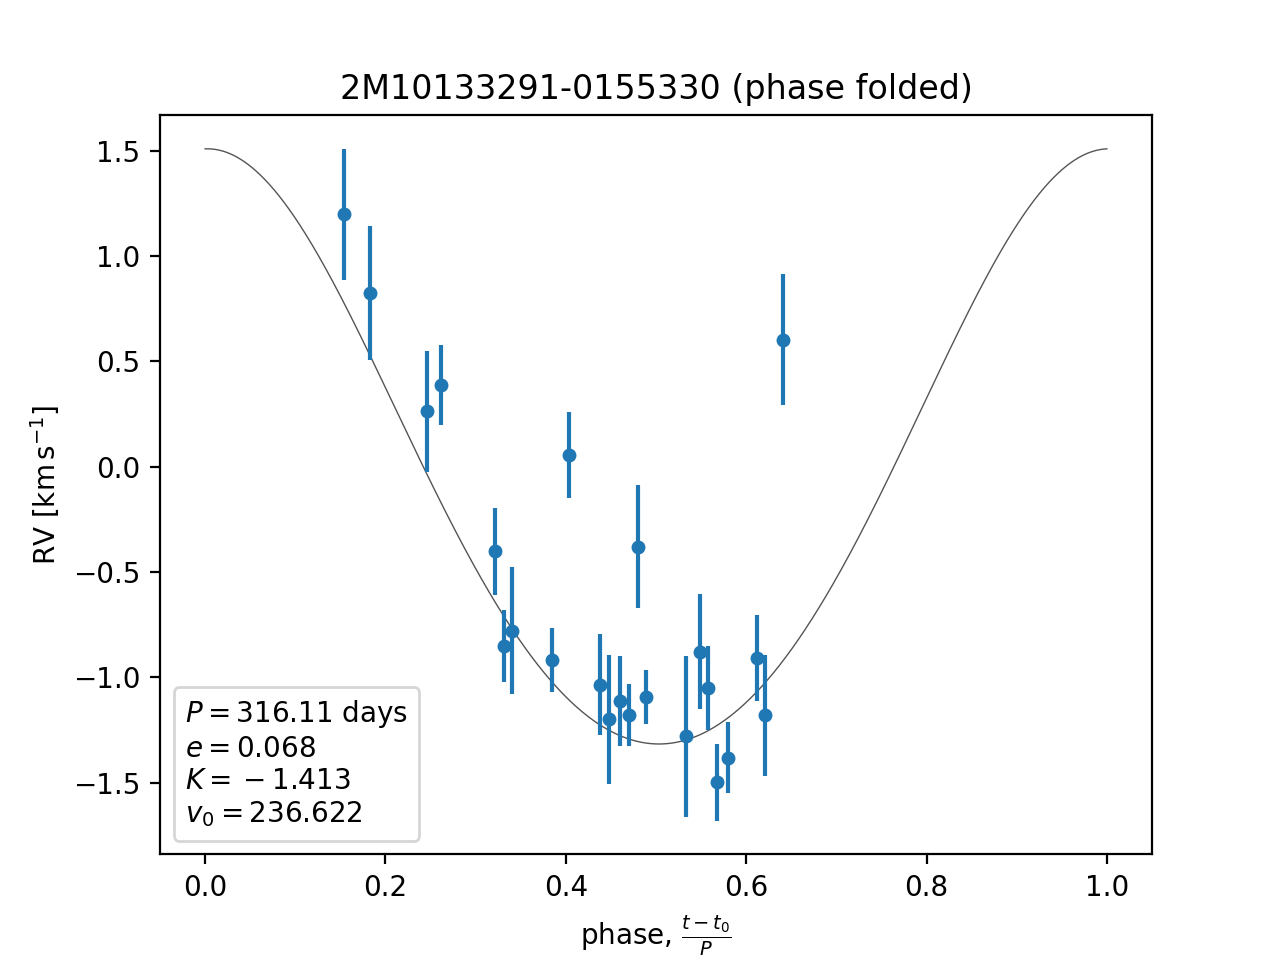 2M10133291-0155330 (phase folded)
RV [km s⁻¹]
1.5
1.0
0.5
0.0
−0.5
−1.0
−1.5
P = 316.11 days
e = 0.068
K = −1.413
v₀ = 236.622
0.0 0.2 0.4 0.6 0.8 1.0
phase, (t − t₀)/P